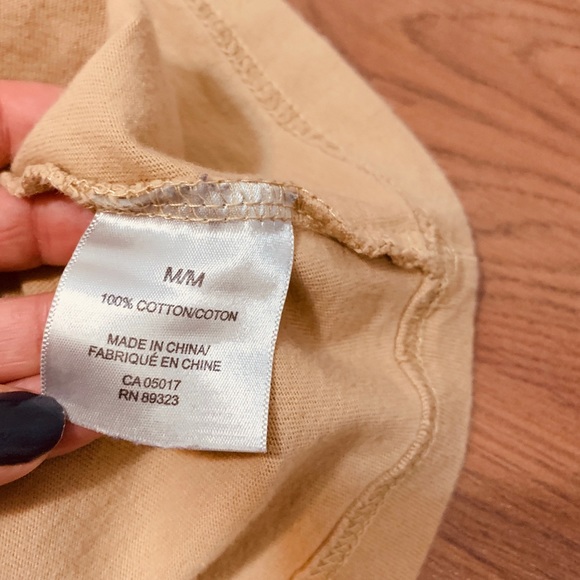 M/M
100% COTTON/COTON
MADE IN CHINA/
FABRIQUÉ EN CHINE
CA 05017
RN 89323